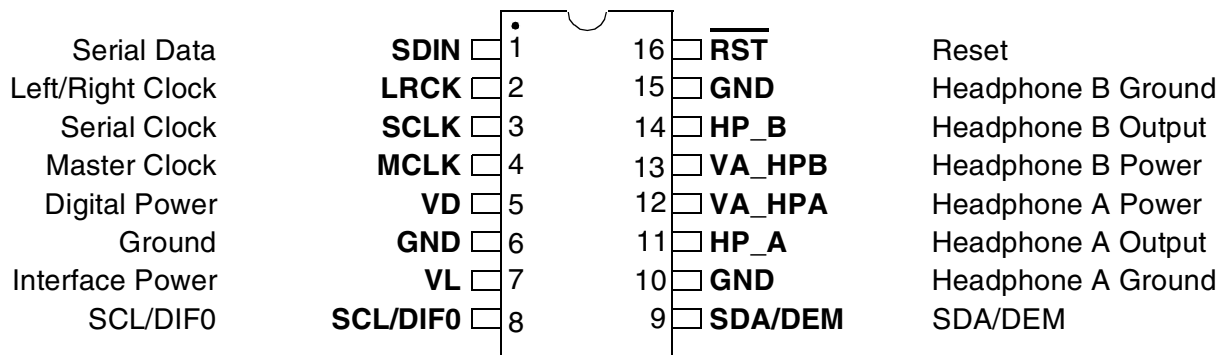 Serial Data SDIN 1 16 RST Reset
Left/Right Clock LRCK 2 15 GND Headphone B Ground
Serial Clock SCLK 3 14 HP_B Headphone B Output
Master Clock MCLK 4 13 VA_HPB Headphone B Power
Digital Power VD 5 12 VA_HPA Headphone A Power
Ground GND 6 11 HP_A Headphone A Output
Interface Power VL 7 10 GND Headphone A Ground
SCL/DIF0 SCL/DIF0 8 9 SDA/DEM SDA/DEM